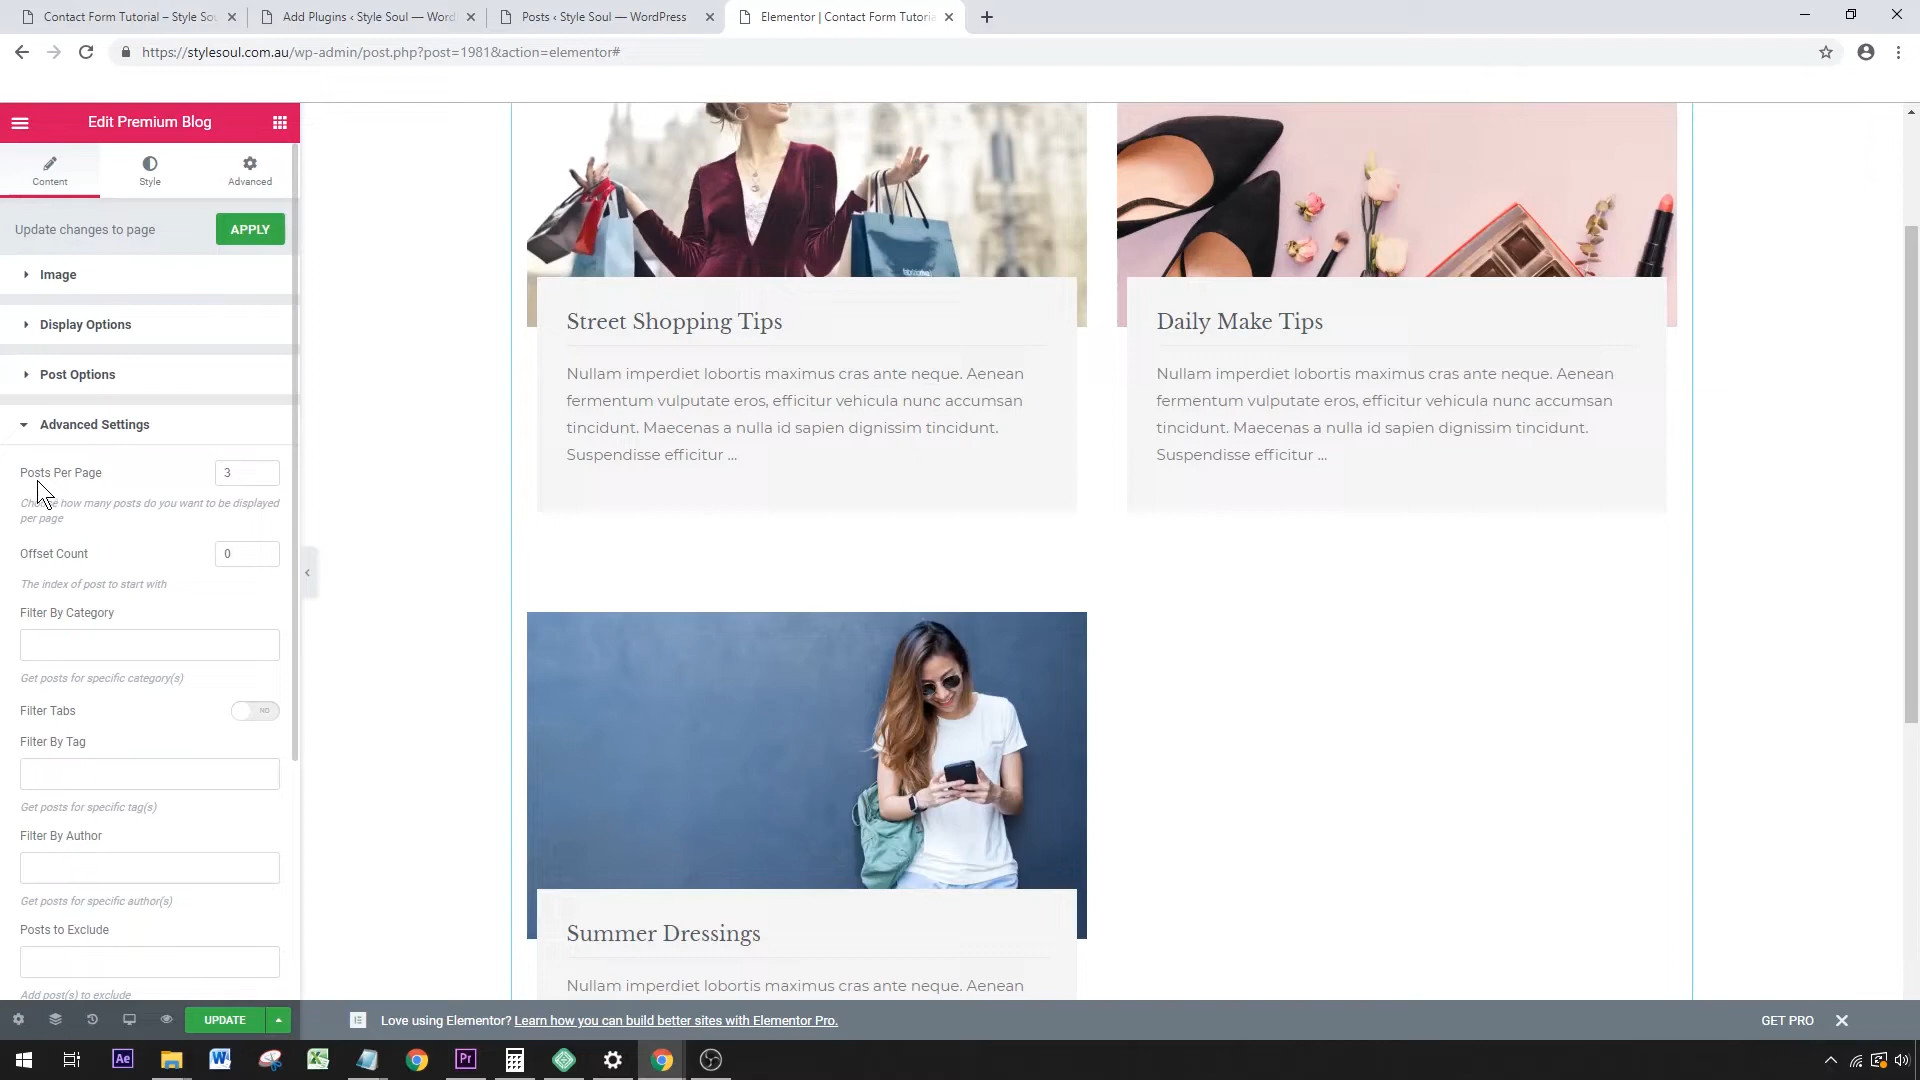 Contact Form Tutorial – Style Sou
Add Plugins ‹ Style Soul — Word
Posts ‹ Style Soul — WordPress
Elementor | Contact Form Tutoria
https://stylesoul.com.au/wp-admin/post.php?post=1981&action=elementor#
Edit Premium Blog
Content
Style
Advanced
Update changes to page
APPLY
Image
Display Options
Post Options
Advanced Settings
Posts Per Page
3
Choose how many posts do you want to be displayed
per page
Offset Count
0
The index of post to start with
Filter By Category
Get posts for specific category(s)
Filter Tabs
NO
Filter By Tag
Get posts for specific tag(s)
Filter By Author
Get posts for specific author(s)
Posts to Exclude
Add post(s) to exclude
UPDATE
Street Shopping Tips
Nullam imperdiet lobortis maximus cras ante neque. Aenean
fermentum vulputate eros, efficitur vehicula nunc accumsan
tincidunt. Maecenas a nulla id sapien dignissim tincidunt.
Suspendisse efficitur ...
Daily Make Tips
Nullam imperdiet lobortis maximus cras ante neque. Aenean
fermentum vulputate eros, efficitur vehicula nunc accumsan
tincidunt. Maecenas a nulla id sapien dignissim tincidunt.
Suspendisse efficitur ...
Summer Dressings
Nullam imperdiet lobortis maximus cras ante neque. Aenean
Love using Elementor? Learn how you can build better sites with Elementor Pro.
GET PRO
Ae
Pr